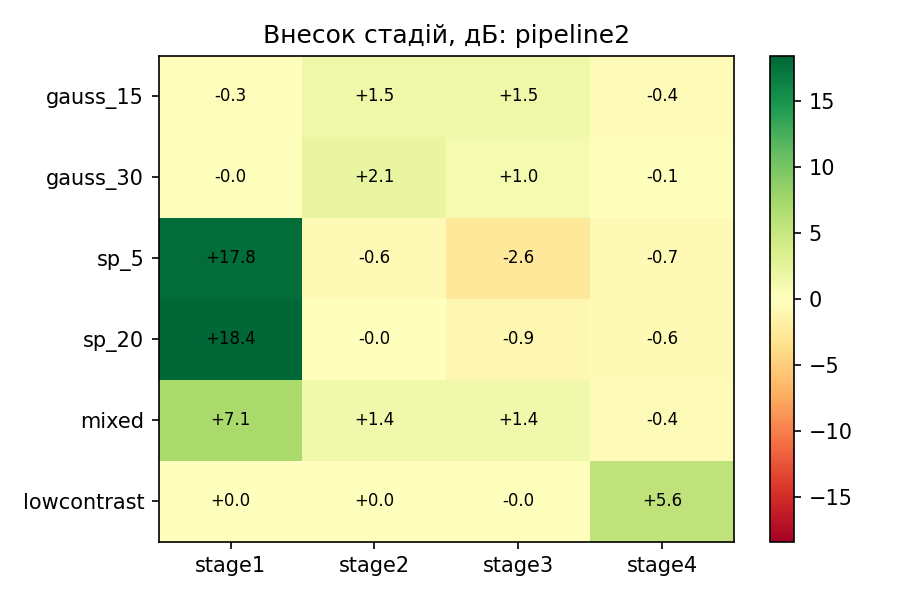 Внесок стадій, дБ: pipeline2
gauss_15 -0.3 +1.5 +1.5 -0.4
gauss_30 -0.0 +2.1 +1.0 -0.1
sp_5 +17.8 -0.6 -2.6 -0.7
sp_20 +18.4 -0.0 -0.9 -0.6
mixed +7.1 +1.4 +1.4 -0.4
lowcontrast +0.0 +0.0 -0.0 +5.6
stage1 stage2 stage3 stage4
15
10
5
0
−5
−10
−15